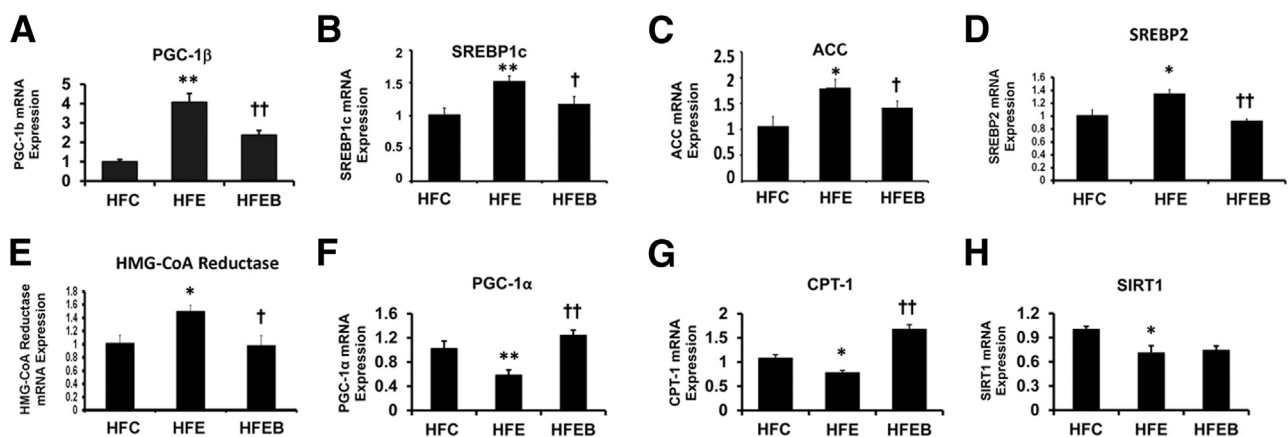 A
PGC-1β
PGC-1b mRNA
Expression
5
4
3
2
1
0
**
††
HFC HFE HFEB
B
SREBP1c
SREBP1c mRNA
Expression
2
1.5
1
0.5
0
**
†
HFC HFE HFEB
C
ACC
ACC mRNA
Expression
2.5
2
1.5
1
0.5
0
*
†
HFC HFE HFEB
D
SREBP2
SREBP2 mRNA
Expression
1.6
1.4
1.2
1
0.8
0.6
0.4
0.2
0
*
††
HFC HFE HFEB
E
HMG-CoA Reductase
HMG-CoA Reductase
mRNA Expression
1.8
1.6
1.4
1.2
1
0.8
0.6
0.4
0.2
0
*
†
HFC HFE HFEB
F
PGC-1α
PGC-1α mRNA
Expression
1.6
1.2
0.8
0.4
0
**
††
HFC HFE HFEB
G
CPT-1
CPT-1 mRNA
Expression
2
1.5
1
0.5
0
*
††
HFC HFE HFEB
H
SIRT1
SIRT1 mRNA
Expression
1.2
0.9
0.6
0.3
0
*
HFC HFE HFEB